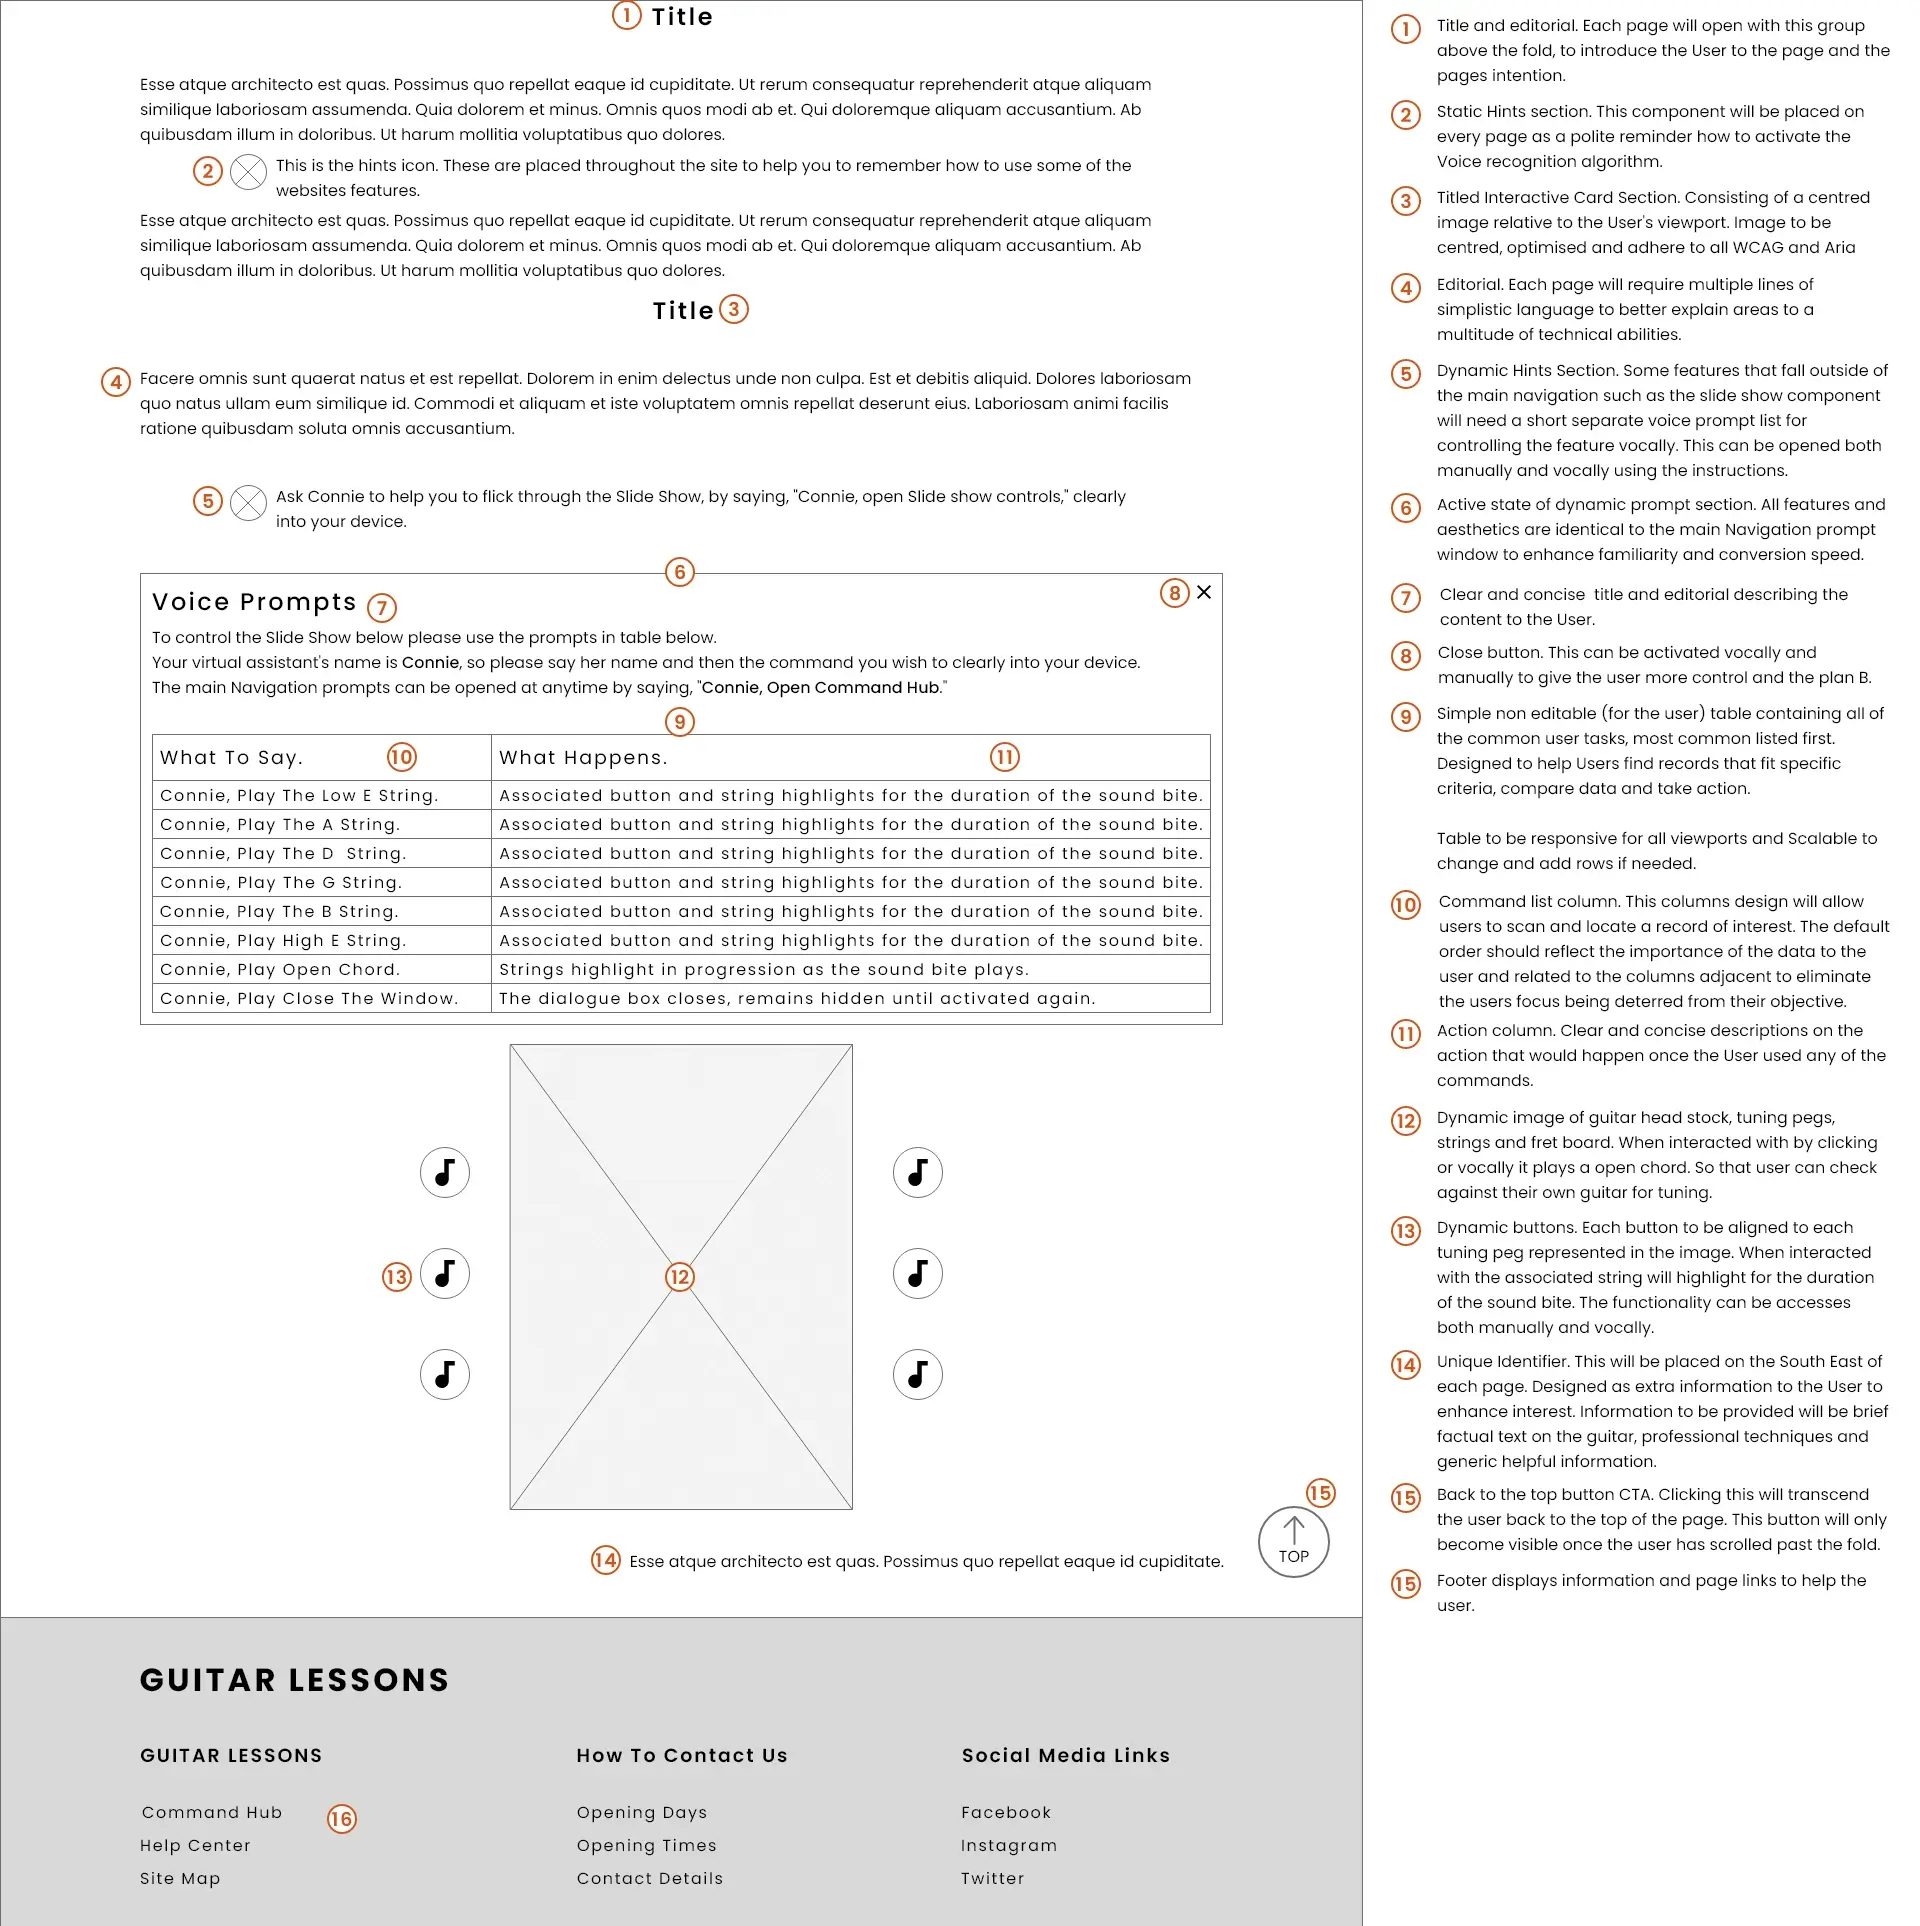 1 Title
Esse atque architecto est quas. Possimus quo repellat eaque id cupiditate. Ut rerum consequatur reprehenderit atque aliquam
similique laboriosam assumenda. Quia dolorem et minus. Omnis quos modi ab et. Qui doloremque aliquam accusantium. Ab
quibusdam illum in doloribus. Ut harum mollitia voluptatibus quo dolores.
2 This is the hints icon. These are placed throughout the site to help you to remember how to use some of the
websites features.
Esse atque architecto est quas. Possimus quo repellat eaque id cupiditate. Ut rerum consequatur reprehenderit atque aliquam
similique laboriosam assumenda. Quia dolorem et minus. Omnis quos modi ab et. Qui doloremque aliquam accusantium. Ab
quibusdam illum in doloribus. Ut harum mollitia voluptatibus quo dolores.
Title 3
4 Facere omnis sunt quaerat natus et est repellat. Dolorem in enim delectus unde non culpa. Est et debitis aliquid. Dolores laboriosam
quo natus ullam eum similique id. Commodi et aliquam et iste voluptatem omnis repellat deserunt eius. Laboriosam animi facilis
ratione quibusdam soluta omnis accusantium.
5 Ask Connie to help you to flick through the Slide Show, by saying, "Connie, open Slide show controls," clearly
into your device.
6
Voice Prompts 7
8
To control the Slide Show below please use the prompts in table below.
Your virtual assistant's name is Connie, so please say her name and then the command you wish to clearly into your device.
The main Navigation prompts can be opened at anytime by saying, "Connie, Open Command Hub."
9
What To Say. 10 What Happens. 11
Connie, Play The Low E String. Associated button and string highlights for the duration of the sound bite.
Connie, Play The A String. Associated button and string highlights for the duration of the sound bite.
Connie, Play The D  String. Associated button and string highlights for the duration of the sound bite.
Connie, Play The G String. Associated button and string highlights for the duration of the sound bite.
Connie, Play The B String. Associated button and string highlights for the duration of the sound bite.
Connie, Play High E String. Associated button and string highlights for the duration of the sound bite.
Connie, Play Open Chord. Strings highlight in progression as the sound bite plays.
Connie, Play Close The Window. The dialogue box closes, remains hidden until activated again.
13
12
15
TOP
14 Esse atque architecto est quas. Possimus quo repellat eaque id cupiditate.
GUITAR LESSONS
GUITAR LESSONS
Command Hub 16
Help Center
Site Map
How To Contact Us
Opening Days
Opening Times
Contact Details
Social Media Links
Facebook
Instagram
Twitter
1 Title and editorial. Each page will open with this group
above the fold, to introduce the User to the page and the
pages intention.
2 Static Hints section. This component will be placed on
every page as a polite reminder how to activate the
Voice recognition algorithm.
3 Titled Interactive Card Section. Consisting of a centred
image relative to the User's viewport. Image to be
centred, optimised and adhere to all WCAG and Aria
4 Editorial. Each page will require multiple lines of
simplistic language to better explain areas to a
multitude of technical abilities.
5 Dynamic Hints Section. Some features that fall outside of
the main navigation such as the slide show component
will need a short separate voice prompt list for
controlling the feature vocally. This can be opened both
manually and vocally using the instructions.
6 Active state of dynamic prompt section. All features and
aesthetics are identical to the main Navigation prompt
window to enhance familiarity and conversion speed.
7 Clear and concise  title and editorial describing the
content to the User.
8 Close button. This can be activated vocally and
manually to give the user more control and the plan B.
9 Simple non editable (for the user) table containing all of
the common user tasks, most common listed first.
Designed to help Users find records that fit specific
criteria, compare data and take action.
Table to be responsive for all viewports and Scalable to
change and add rows if needed.
10 Command list column. This columns design will allow
users to scan and locate a record of interest. The default
order should reflect the importance of the data to the
user and related to the columns adjacent to eliminate
the users focus being deterred from their objective.
11 Action column. Clear and concise descriptions on the
action that would happen once the User used any of the
commands.
12 Dynamic image of guitar head stock, tuning pegs,
strings and fret board. When interacted with by clicking
or vocally it plays a open chord. So that user can check
against their own guitar for tuning.
13 Dynamic buttons. Each button to be aligned to each
tuning peg represented in the image. When interacted
with the associated string will highlight for the duration
of the sound bite. The functionality can be accesses
both manually and vocally.
14 Unique Identifier. This will be placed on the South East of
each page. Designed as extra information to the User to
enhance interest. Information to be provided will be brief
factual text on the guitar, professional techniques and
generic helpful information.
15 Back to the top button CTA. Clicking this will transcend
the user back to the top of the page. This button will only
become visible once the user has scrolled past the fold.
15 Footer displays information and page links to help the
user.